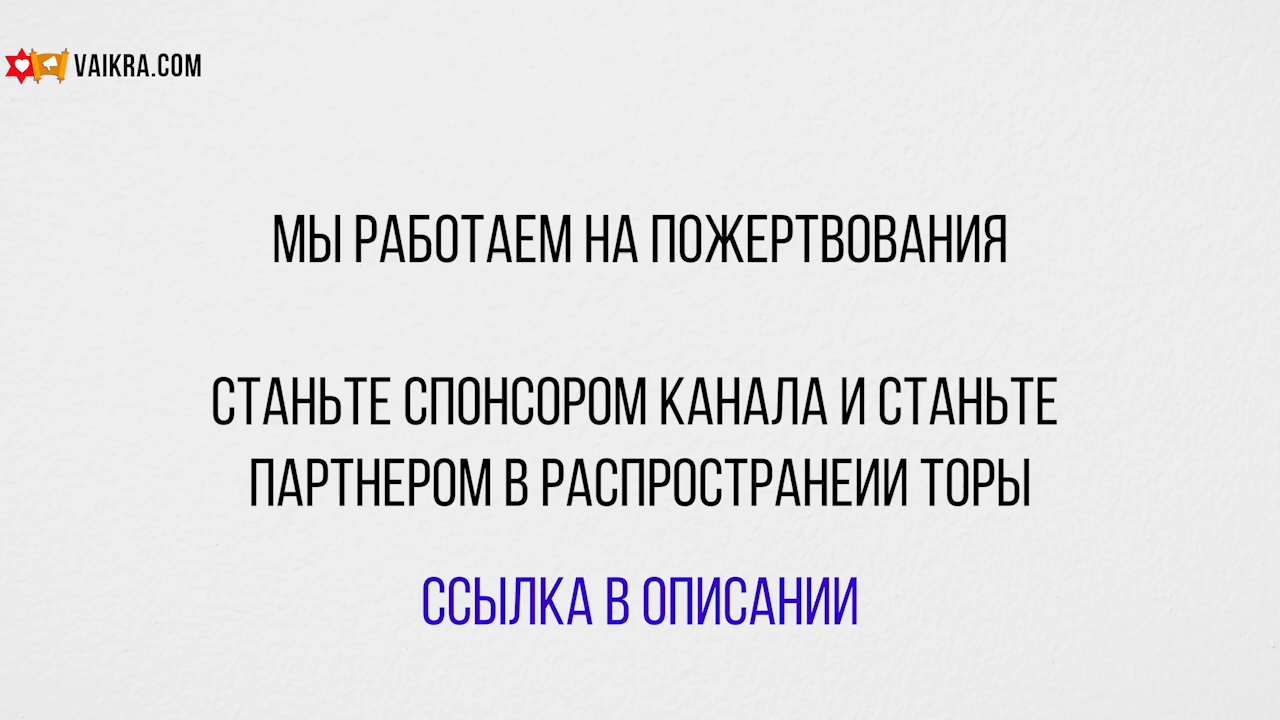 VAIKRA.COM
МЫ РАБОТАЕМ НА ПОЖЕРТВОВАНИЯ
СТАНЬТЕ СПОНСОРОМ КАНАЛА И СТАНЬТЕ
ПАРТНЕРОМ В РАСПРОСТРАНЕИИ ТОРЫ
ССЫЛКА В ОПИСАНИИ